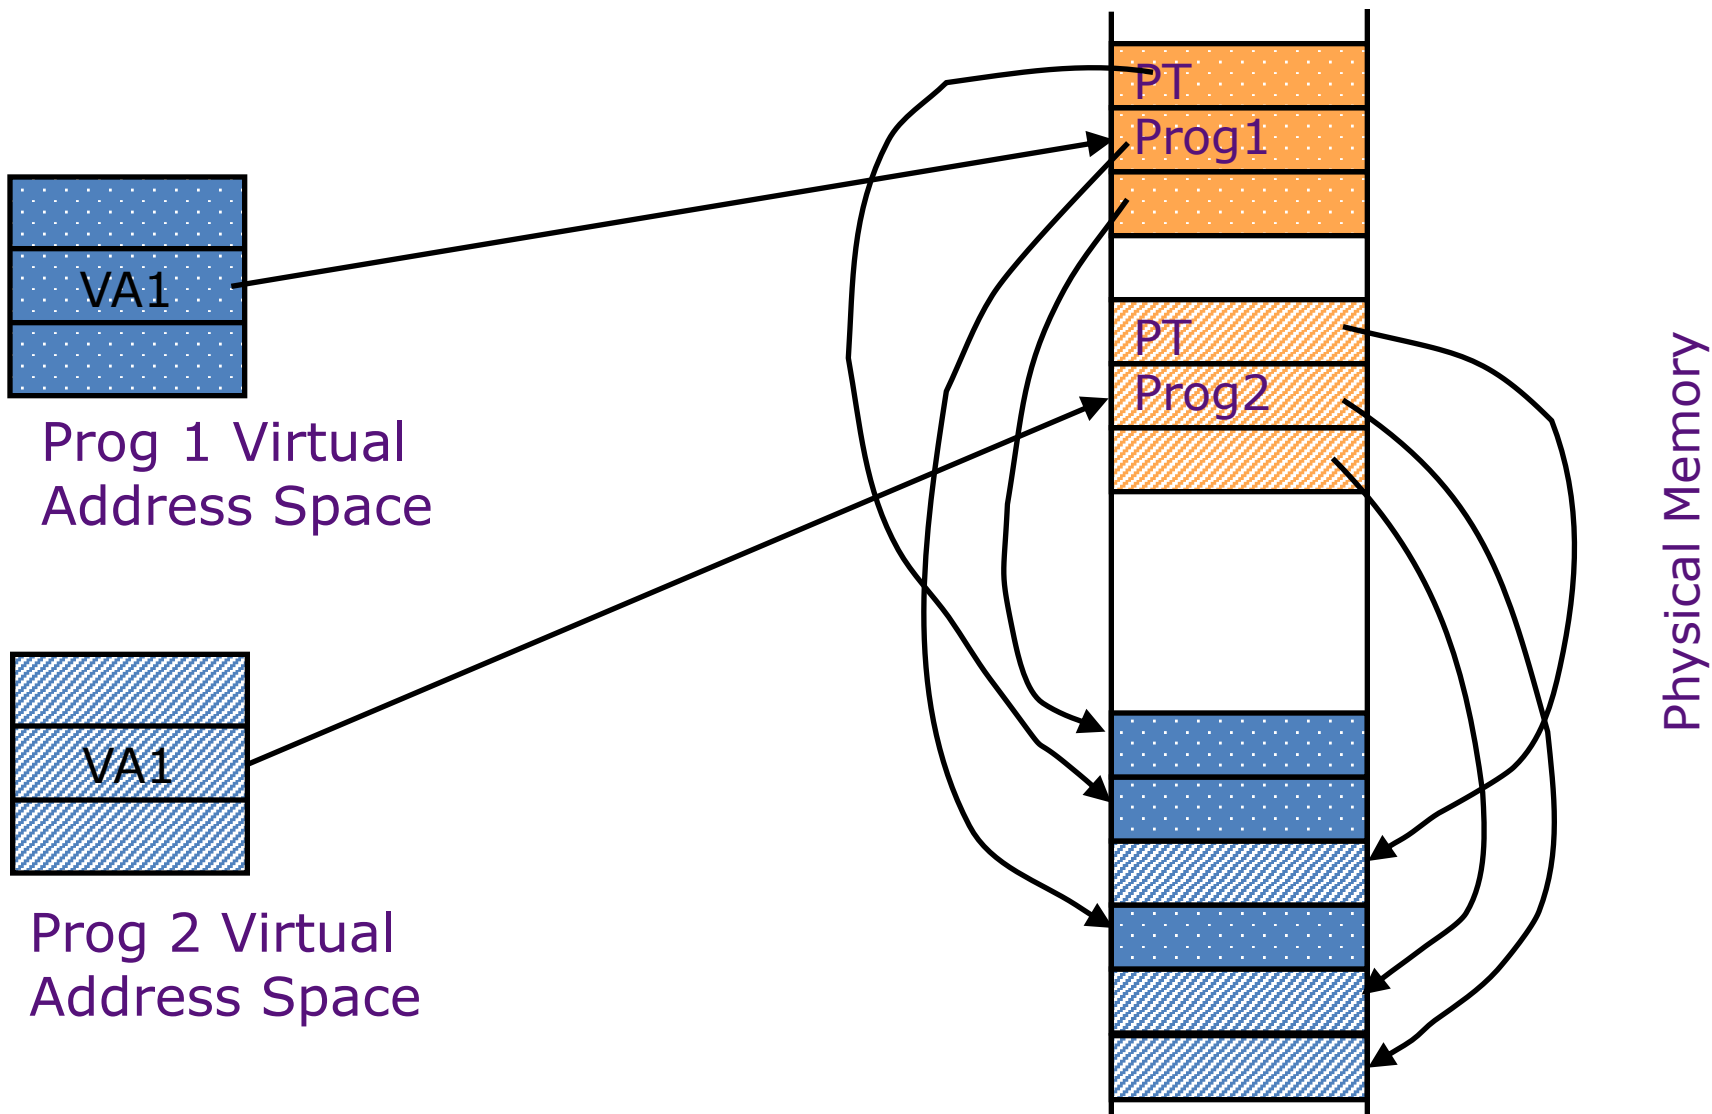 PT
Prog1
VA1
PT
Prog2
Prog 1 Virtual
Address Space
Physical Memory
VA1
Prog 2 Virtual
Address Space